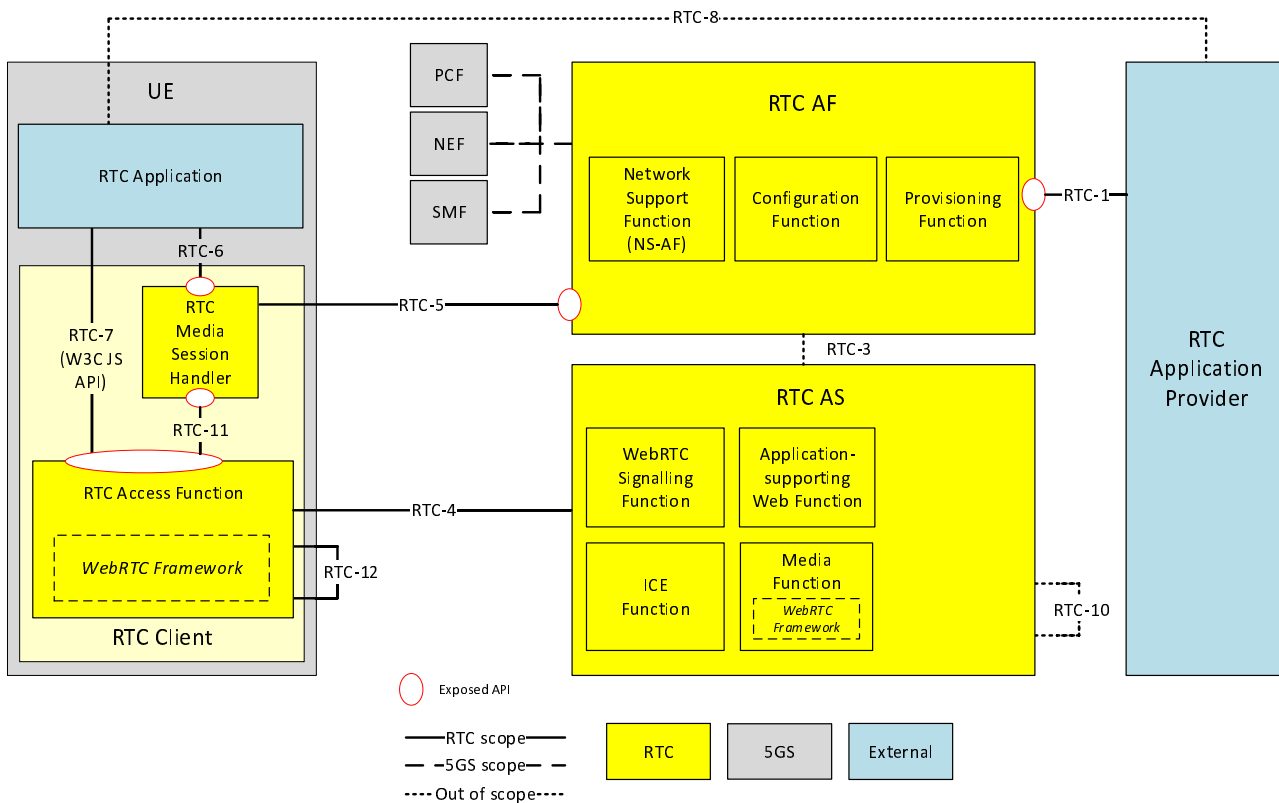 RTC-8
UE
RTC Application
RTC-6
RTC
Media
Session
Handler
RTC-7
(W3C JS
API)
RTC-11
RTC Access Function
WebRTC Framework
RTC-12
RTC Client
PCF
NEF
SMF
RTC AF
Network
Support
Function
(NS-AF)
Configuration
Function
Provisioning
Function
RTC-1
RTC-5
RTC-3
RTC AS
WebRTC
Signalling
Function
Application-
supporting
Web Function
RTC-4
ICE
Function
Media
Function
WebRTC
Framework
RTC-10
RTC
Application
Provider
Exposed API
RTC scope
5GS scope
Out of scope
RTC
5GS
External